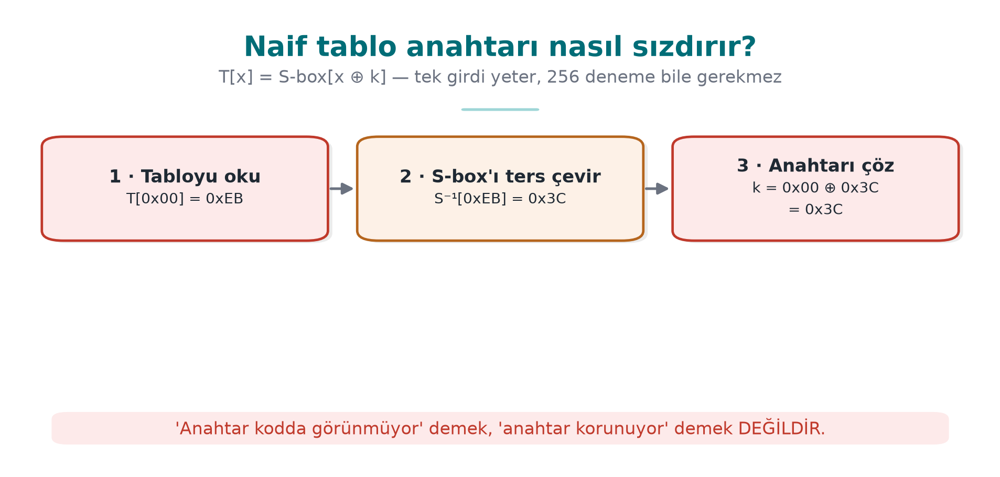 Naif tablo anahtarı nasıl sızdırır?
T[x] = S-box[x ⊕ k] — tek girdi yeter, 256 deneme bile gerekmez
1 · Tabloyu oku
T[0x00] = 0xEB
2 · S-box'ı ters çevir
S⁻¹[0xEB] = 0x3C
3 · Anahtarı çöz
k = 0x00 ⊕ 0x3C
= 0x3C
'Anahtar kodda görünmüyor' demek, 'anahtar korunuyor' demek DEĞİLDİR.